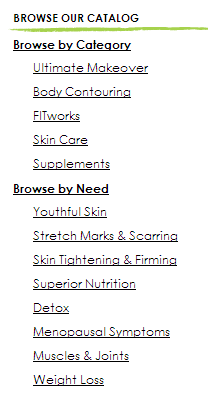 BROWSE OUR CATALOG
Browse by Category
Ultimate Makeover
Body Contouring
FITworks
Skin Care
Supplements
Browse by Need
Youthful Skin
Stretch Marks & Scarring
Skin Tightening & Firming
Superior Nutrition
Detox
Menopausal Symptoms
Muscles & Joints
Weight Loss